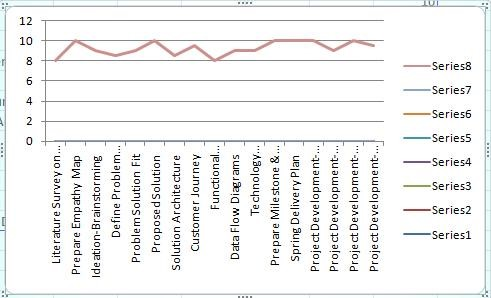 12
10
8
6
4
2
0
Literature Survey on...
Prepare Empathy Map
Ideation-Brainstorming
Define Problem...
Problem Solution Fit
Proposed Solution
Solution Architecture
Customer Journey
Functional...
Data Flow Diagrams
Technology...
Prepare Milestone &...
Spring Delivery Plan
Project Development-...
Project Development-...
Project Development-...
Project Development-...
Series8
Series7
Series6
Series5
Series4
Series3
Series2
Series1